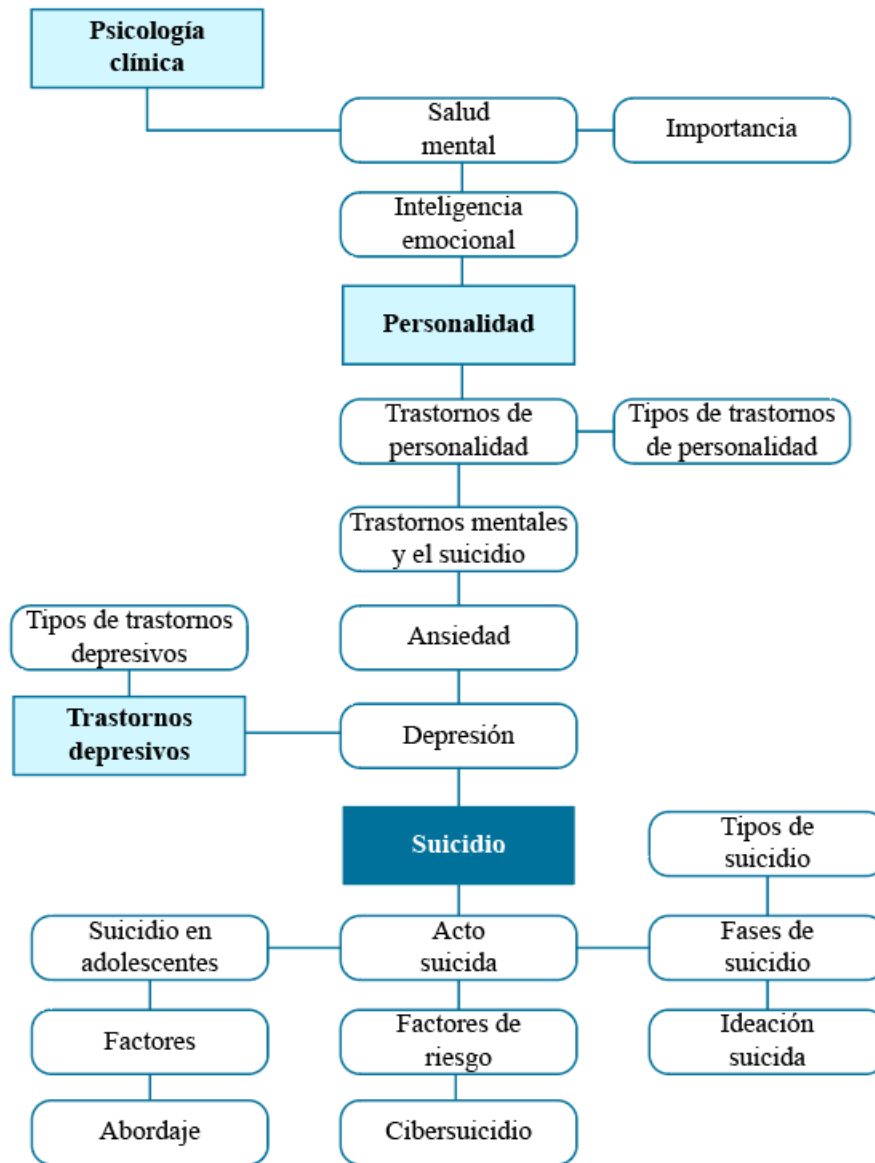 Psicología
clínica
Salud
mental
Importancia
Inteligencia
emocional
Personalidad
Trastornos de
personalidad
Tipos de trastornos
de personalidad
Trastornos mentales
y el suicidio
Tipos de trastornos
depresivos
Ansiedad
Trastornos
depresivos
Depresión
Suicidio
Tipos de
suicidio
Suicidio en
adolescentes
Acto
suicida
Fases de
suicidio
Factores
Factores de
riesgo
Ideación
suicida
Abordaje
Cibersuicidio